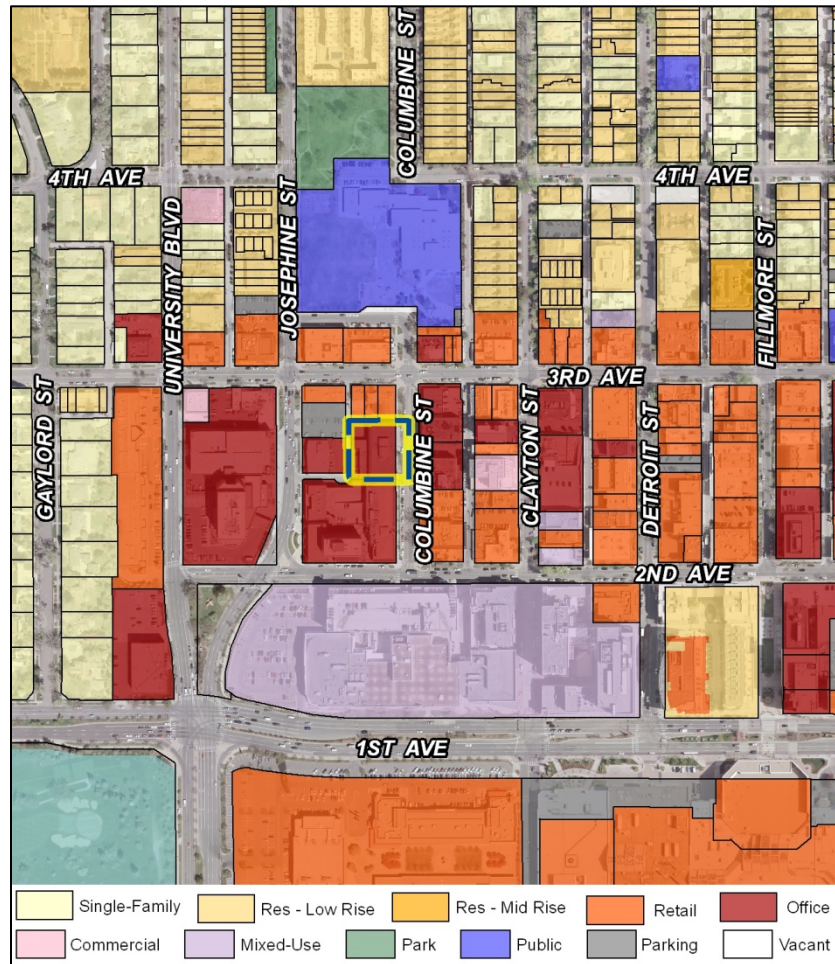 COLUMBINE ST
4TH AVE
4TH AVE
UNIVERSITY BLVD
JOSEPHINE ST
FILLMORE ST
3RD AVE
GAYLORD ST
COLUMBINE ST
CLAYTON ST
DETROIT ST
2ND AVE
1ST AVE
Single-Family
Res - Low Rise
Res - Mid Rise
Retail
Office
Commercial
Mixed-Use
Park
Public
Parking
Vacant